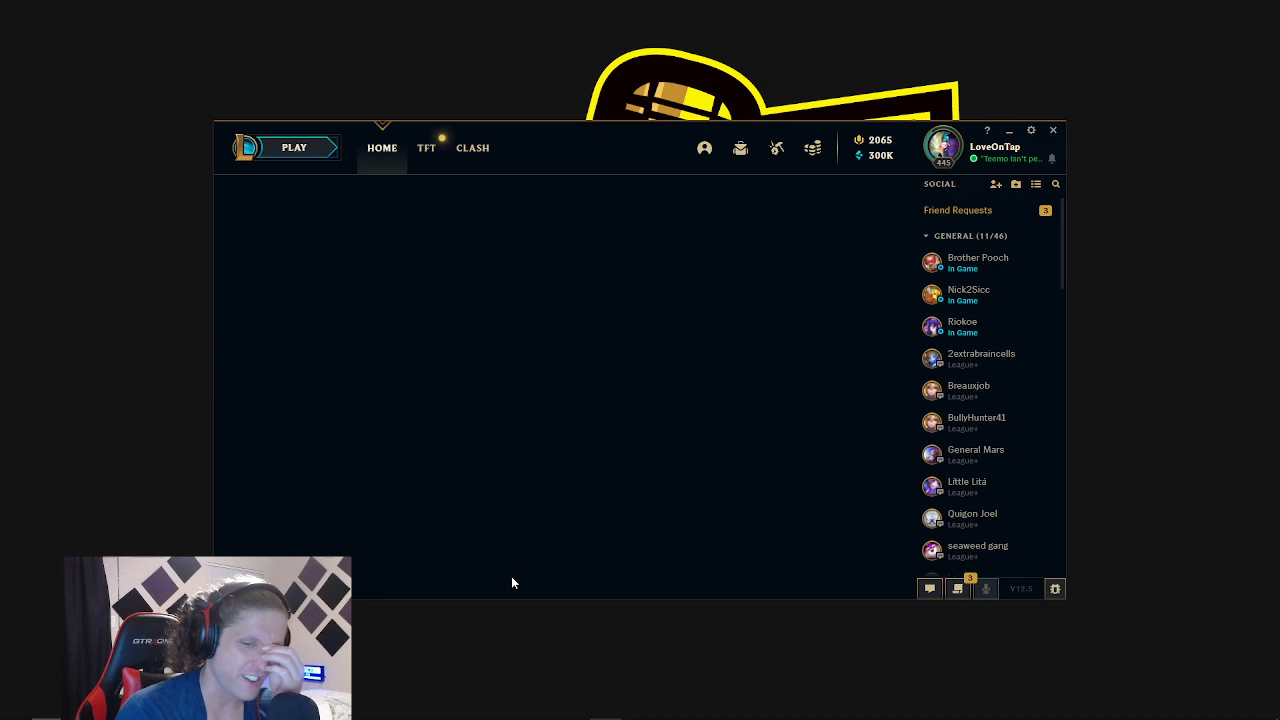 PLAY
HOME
TFT
CLASH
2065
300K
?
445
LoveOnTap
"Teemo Isn't pe..
SOCIAL
Friend Requests
3
GENERAL (11/46)
Brother Pooch
In Game
Nick2Sicc
In Game
Riokoe
In Game
2extrabraincells
League+
Breauxjob
League+
BullyHunter41
League+
General Mars
League+
Líttle Litá
League+
Quigon Joel
League+
seaweed gang
League+
3
V12.5